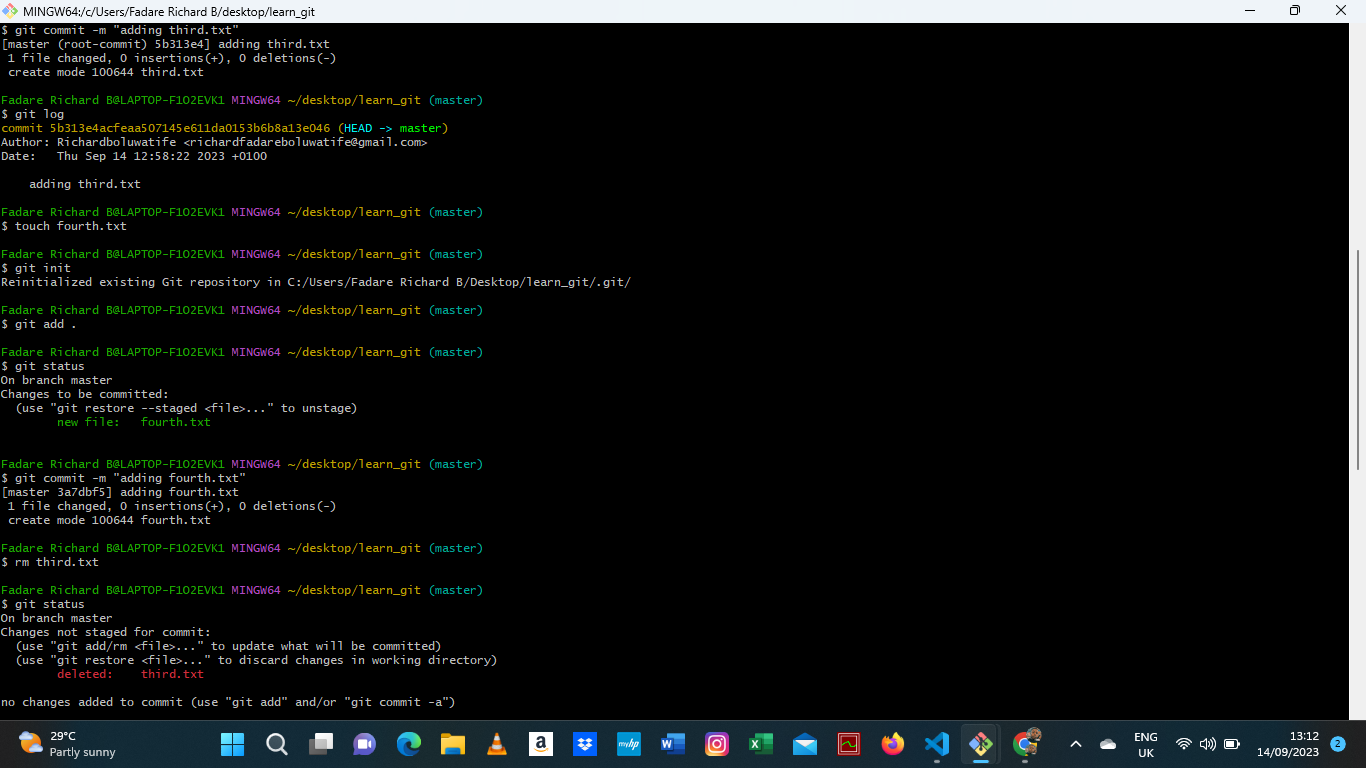 MINGW64:/c/Users/Fadare Richard B/desktop/learn_git
$ git commit -m "adding third.txt"
[master (root-commit) 5b313e4] adding third.txt
 1 file changed, 0 insertions(+), 0 deletions(-)
 create mode 100644 third.txt

Fadare Richard B@LAPTOP-F1O2EVK1 MINGW64 ~/desktop/learn_git (master)
$ git log
commit 5b313e4acfeaa507145e611da0153b6b8a13e046 (HEAD -> master)
Author: Richardboluwatife <richardfadareboluwatife@gmail.com>
Date:   Thu Sep 14 12:58:22 2023 +0100

    adding third.txt

Fadare Richard B@LAPTOP-F1O2EVK1 MINGW64 ~/desktop/learn_git (master)
$ touch fourth.txt

Fadare Richard B@LAPTOP-F1O2EVK1 MINGW64 ~/desktop/learn_git (master)
$ git init
Reinitialized existing Git repository in C:/Users/Fadare Richard B/Desktop/learn_git/.git/

Fadare Richard B@LAPTOP-F1O2EVK1 MINGW64 ~/desktop/learn_git (master)
$ git add .

Fadare Richard B@LAPTOP-F1O2EVK1 MINGW64 ~/desktop/learn_git (master)
$ git status
On branch master
Changes to be committed:
  (use "git restore --staged <file>..." to unstage)
        new file:   fourth.txt

Fadare Richard B@LAPTOP-F1O2EVK1 MINGW64 ~/desktop/learn_git (master)
$ git commit -m "adding fourth.txt"
[master 3a7dbf5] adding fourth.txt
 1 file changed, 0 insertions(+), 0 deletions(-)
 create mode 100644 fourth.txt

Fadare Richard B@LAPTOP-F1O2EVK1 MINGW64 ~/desktop/learn_git (master)
$ rm third.txt

Fadare Richard B@LAPTOP-F1O2EVK1 MINGW64 ~/desktop/learn_git (master)
$ git status
On branch master
Changes not staged for commit:
  (use "git add/rm <file>..." to update what will be committed)
  (use "git restore <file>..." to discard changes in working directory)
        deleted:    third.txt

no changes added to commit (use "git add" and/or "git commit -a")
29°C
Partly sunny
a
myhp
W
X
ENG
UK
13:12
14/09/2023
2